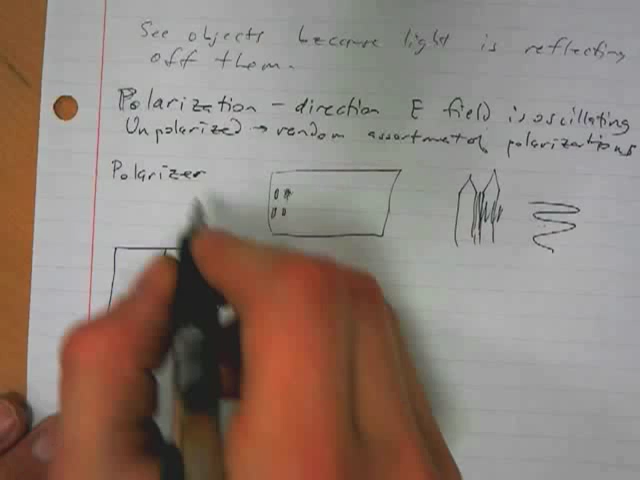 See objects because light is reflecting
off them.
Polarization - direction E field is oscillating
Unpolarized → random assortment of polarizations
Polarizer